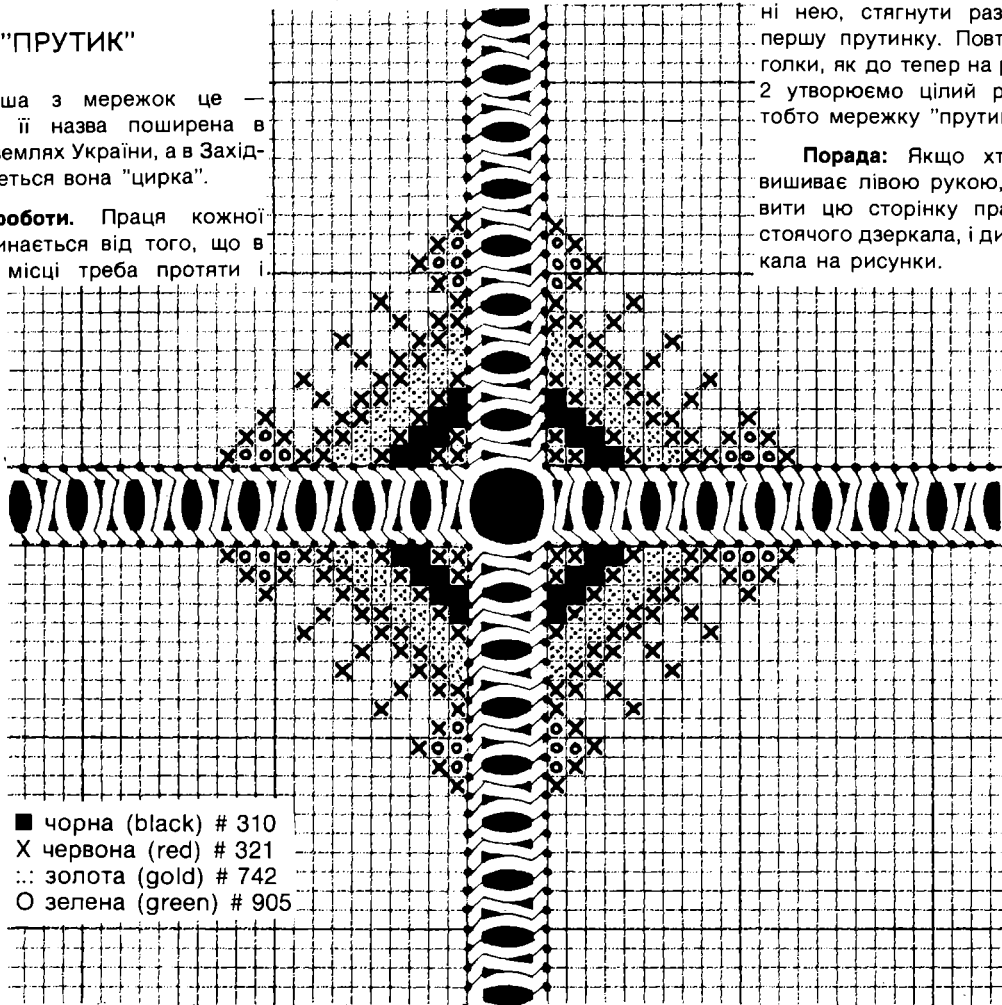 "ПРУТИК"
ша з мережок це —
її назва поширена в
емлях України, а в Захід-
еться вона "цирка".
роботи. Праця кожної
инається від того, що в
місці треба протяти і
ні нею, стягнути раз
першу прутинку. Повт
голки, як до тепер на р
2 утворюємо цілий р
тобто мережку "прути
Порада: Якщо хт
вишиває лівою рукою,
вити цю сторінку пра
стоячого дзеркала, і ди
кала на рисунки.
■ чорна (black) # 310
X червона (red) # 321
:: золота (gold) # 742
O зелена (green) # 905